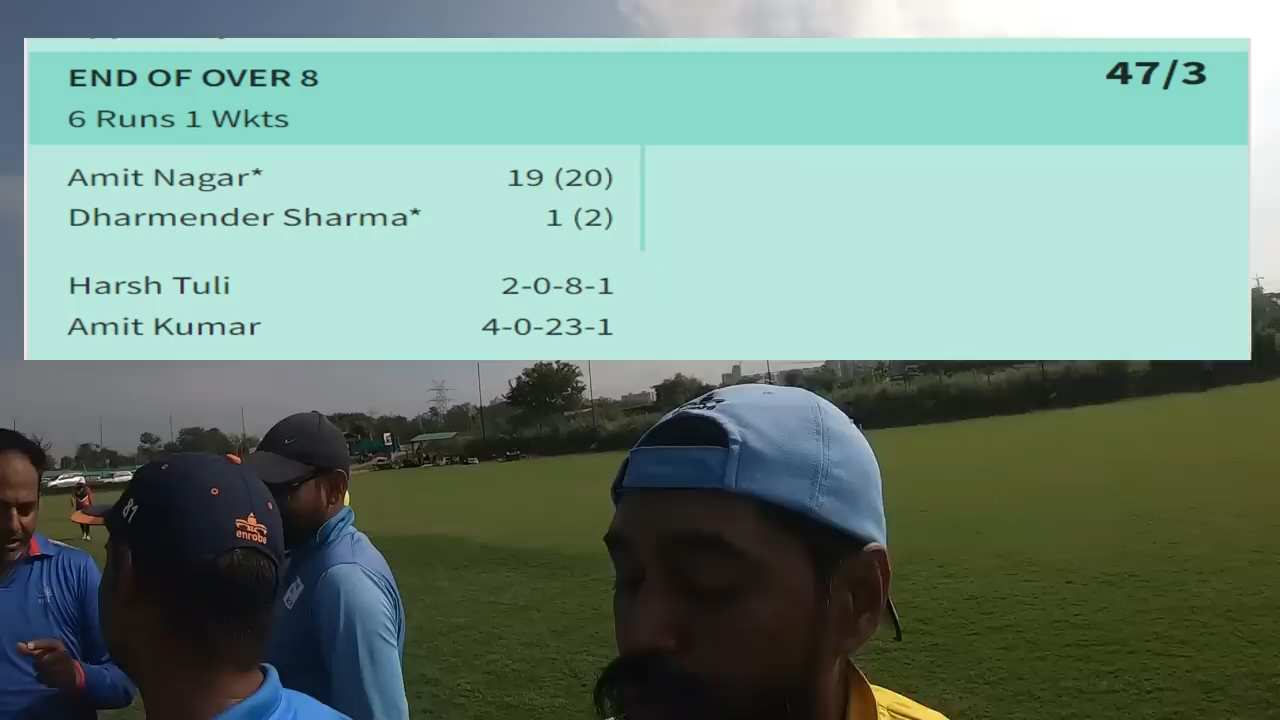 END OF OVER 8
47/3
6 Runs 1 Wkts
Amit Nagar* 19 (20)
Dharmender Sharma* 1 (2)
Harsh Tuli 2-0-8-1
Amit Kumar 4-0-23-1
81
enrobe